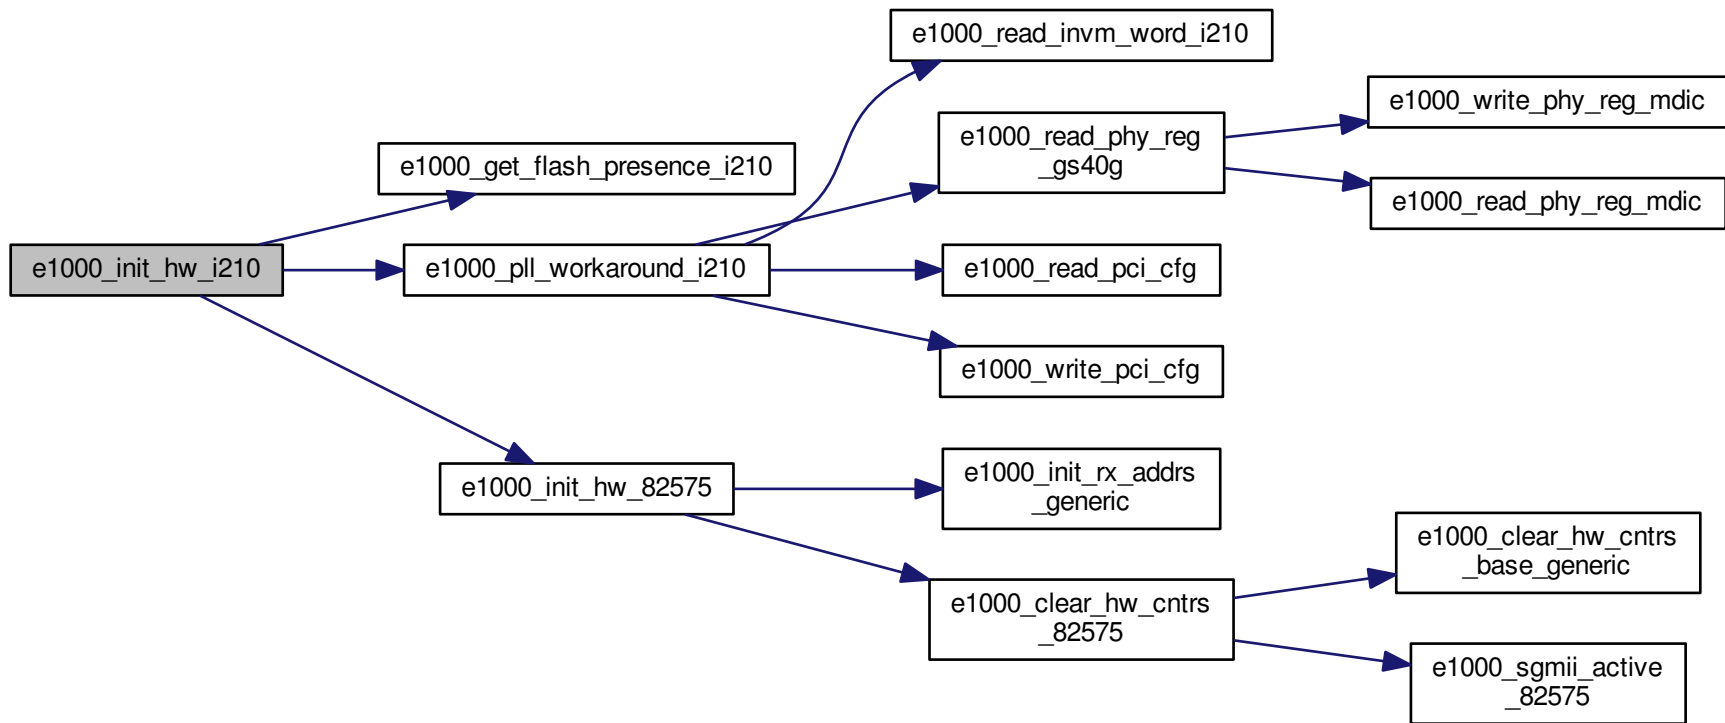 e1000_read_invm_word_i210
e1000_write_phy_reg_mdic
e1000_read_phy_reg
_gs40g
e1000_get_flash_presence_i210
e1000_read_phy_reg_mdic
e1000_init_hw_i210
e1000_pll_workaround_i210
e1000_read_pci_cfg
e1000_write_pci_cfg
e1000_init_hw_82575
e1000_init_rx_addrs
_generic
e1000_clear_hw_cntrs
_base_generic
e1000_clear_hw_cntrs
_82575
e1000_sgmii_active
_82575